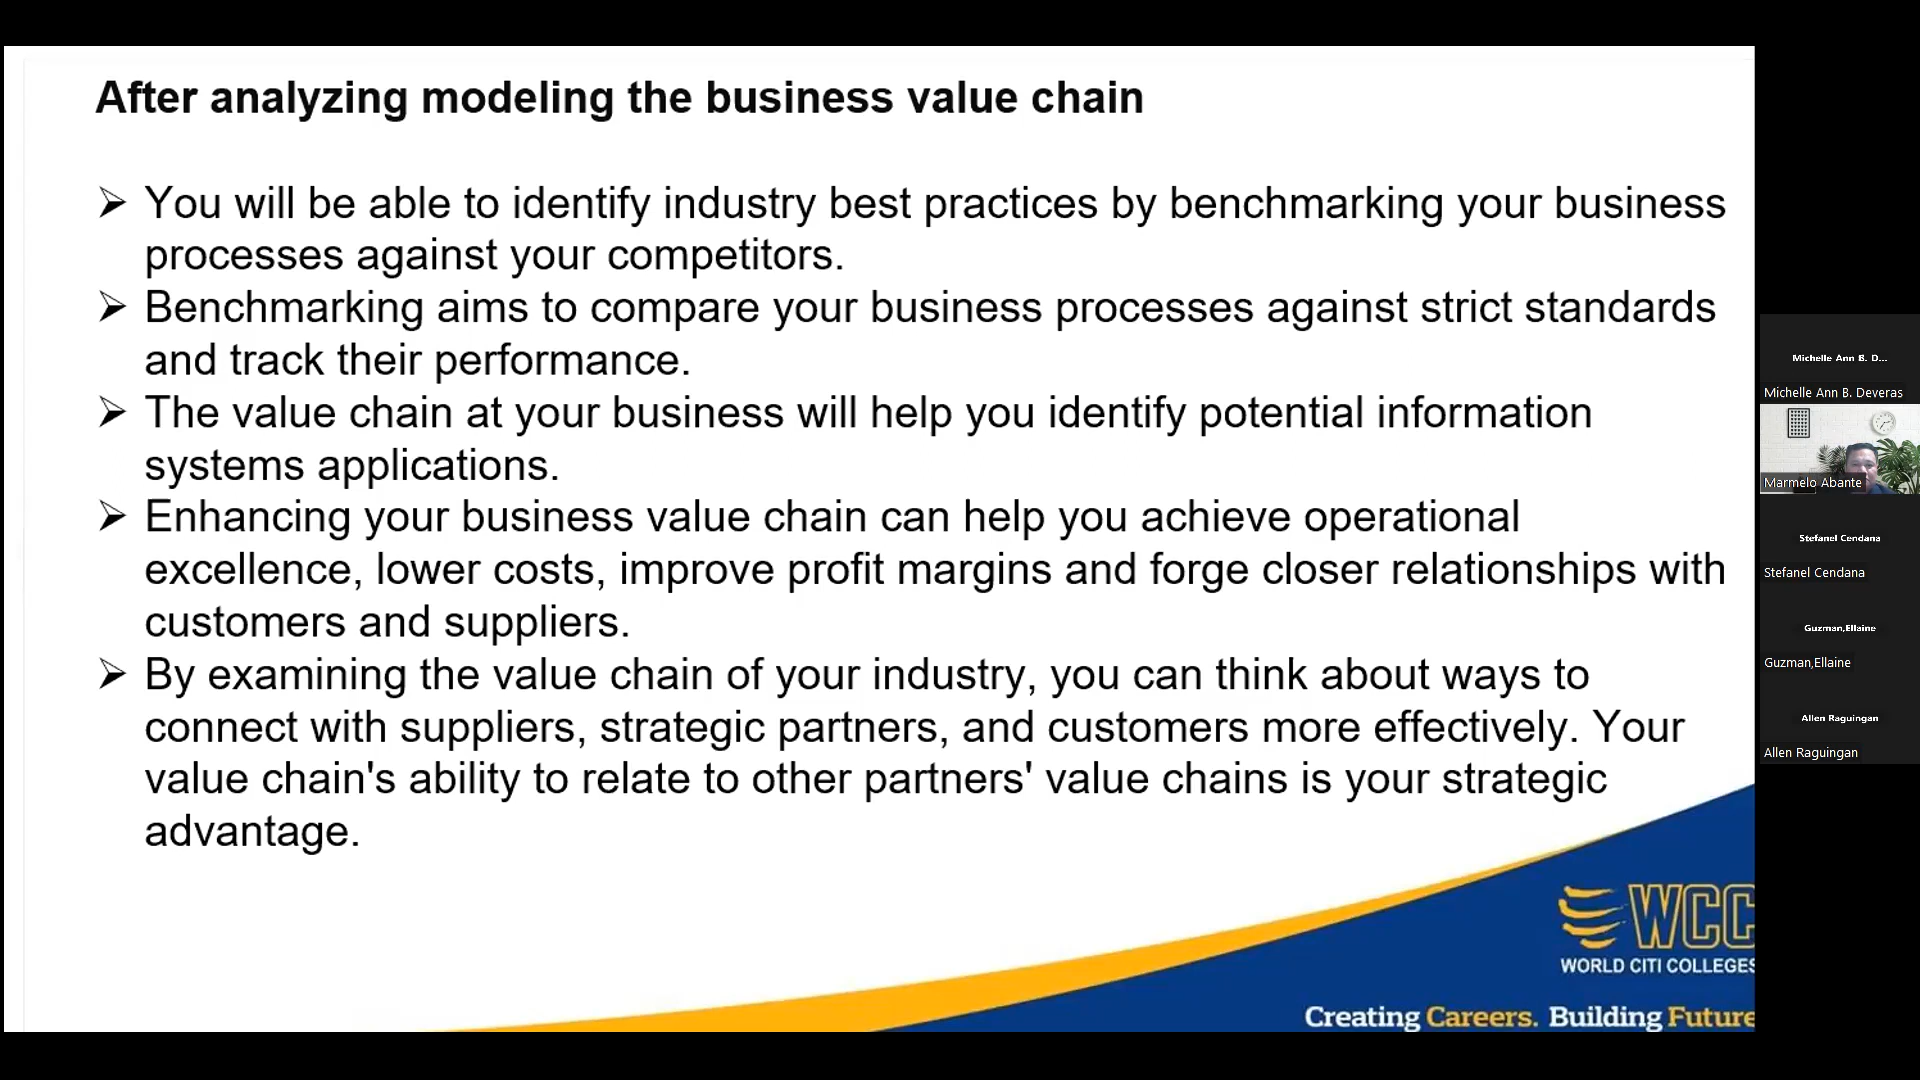 After analyzing modeling the business value chain
➢ You will be able to identify industry best practices by benchmarking your business
processes against your competitors.
➢ Benchmarking aims to compare your business processes against strict standards
and track their performance.
➢ The value chain at your business will help you identify potential information
systems applications.
➢ Enhancing your business value chain can help you achieve operational
excellence, lower costs, improve profit margins and forge closer relationships with
customers and suppliers.
➢ By examining the value chain of your industry, you can think about ways to
connect with suppliers, strategic partners, and customers more effectively. Your
value chain's ability to relate to other partners' value chains is your strategic
advantage.
WCC
WORLD CITI COLLEGES
Creating Careers. Building Future
Michelle Ann B. D...
Michelle Ann B. Deveras
Marmelo Abante
Stefanel Cendana
Stefanel Cendana
Guzman,Ellaine
Guzman,Ellaine
Allen Raguingan
Allen Raguingan